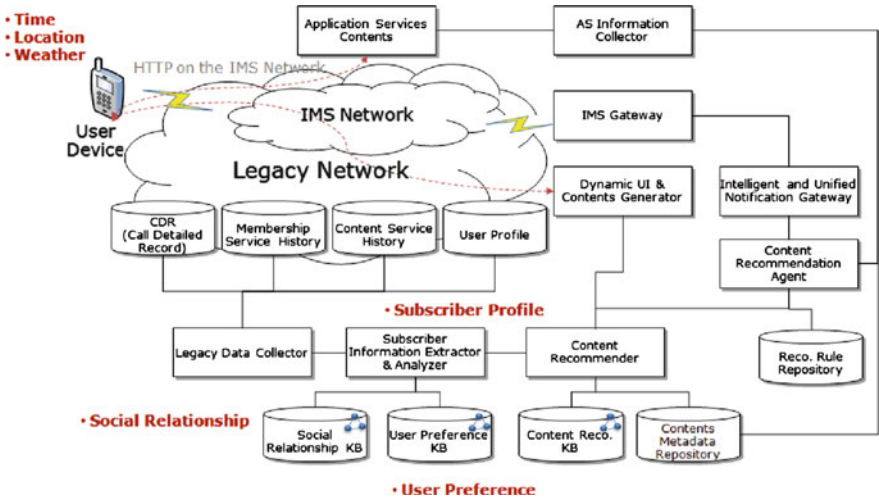 • Time
• Location
• Weather
Application Services
Contents
AS Information
Collector
HTTP on the IMS Network
User
Device
IMS Network
IMS Gateway
Legacy Network
Dynamic UI &
Contents Generator
Intelligent and Unified
Notification Gateway
CDR
(Call Detailed
Record)
Membership
Service History
Content Service
History
User Profile
Content
Recommendation
Agent
• Subscriber Profile
Legacy Data Collector
Subscriber
Information Extractor
& Analyzer
Content
Recommender
Reco. Rule
Repository
• Social Relationship
Social
Relationship KB
User Preference
KB
Content Reco.
KB
Contents
Metadata
Repository
• User Preference